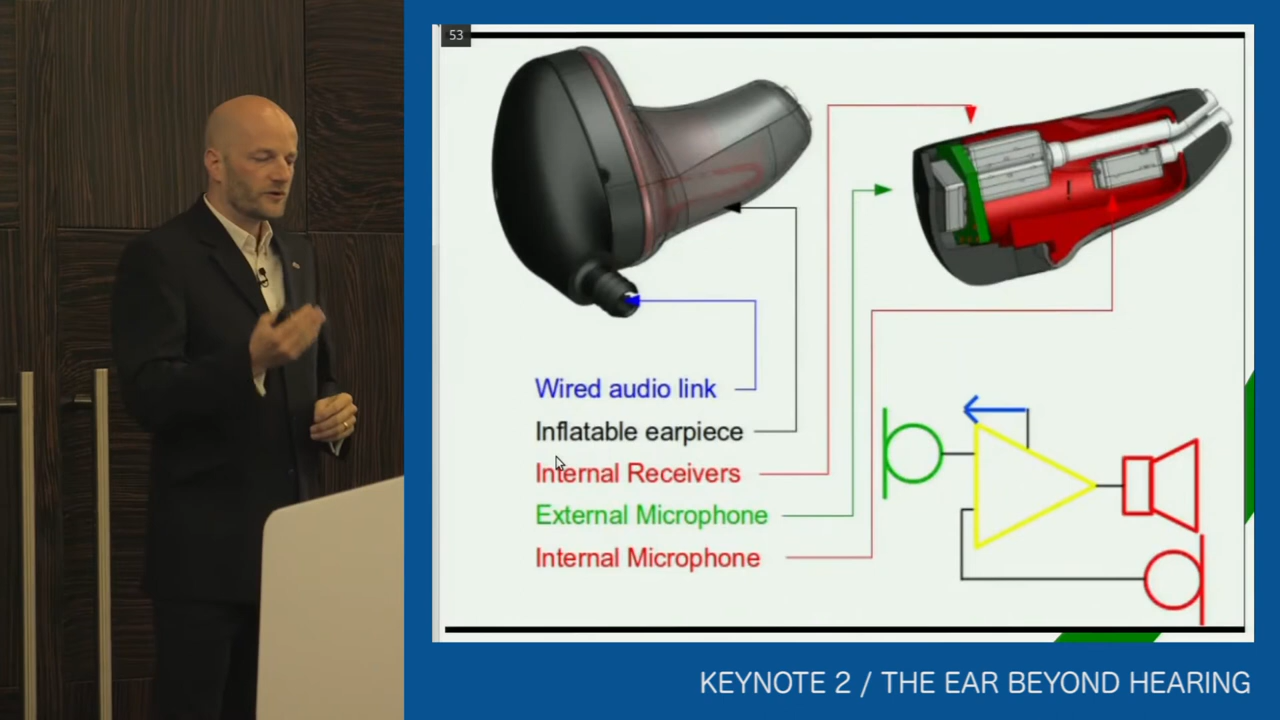 53
Wired audio link
Inflatable earpiece
Internal Receivers
External Microphone
Internal Microphone
KEYNOTE 2 / THE EAR BEYOND HEARING